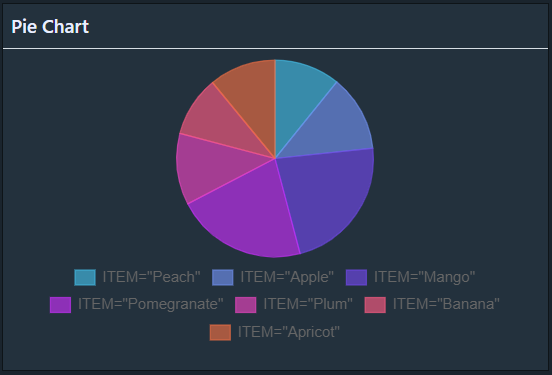 Pie Chart
ITEM="Peach" ITEM="Apple" ITEM="Mango"
ITEM="Pomegranate" ITEM="Plum" ITEM="Banana"
ITEM="Apricot"